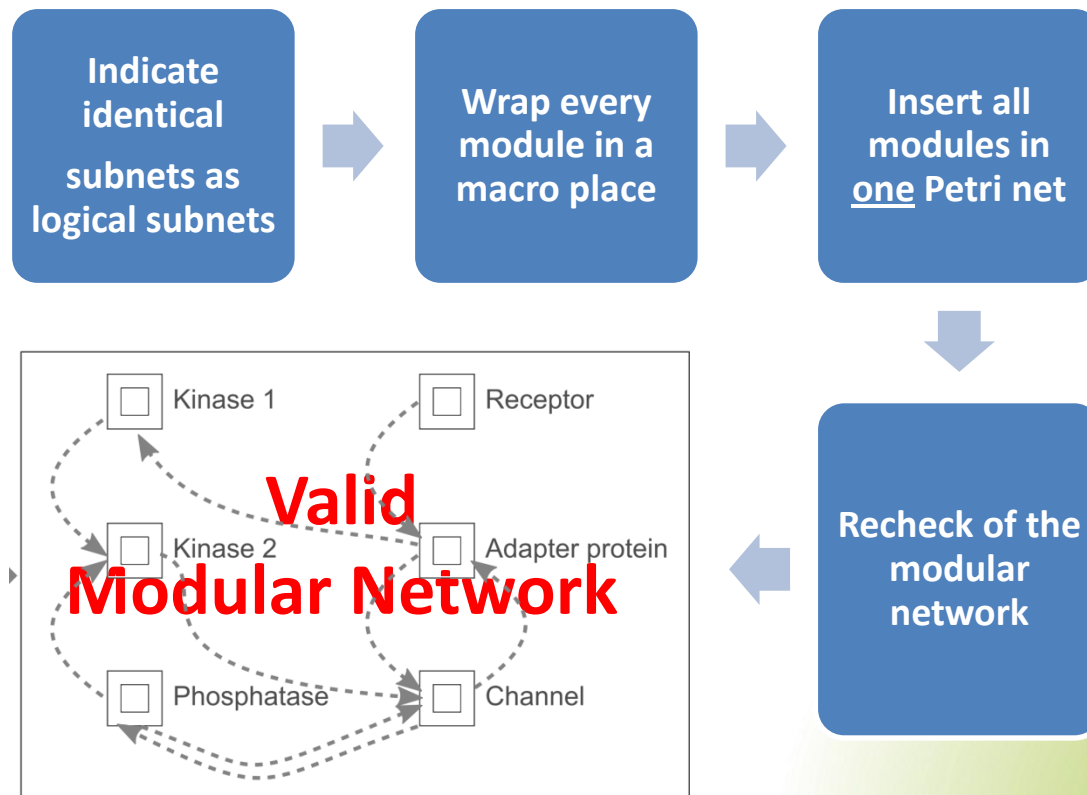 Indicate
identical
subnets as
logical subnets
Wrap every
module in a
macro place
Insert all
modules in
one Petri net
Recheck of the
modular
network
Kinase 1
Receptor
Valid
Kinase 2
Adapter protein
Modular Network
Phosphatase
Channel